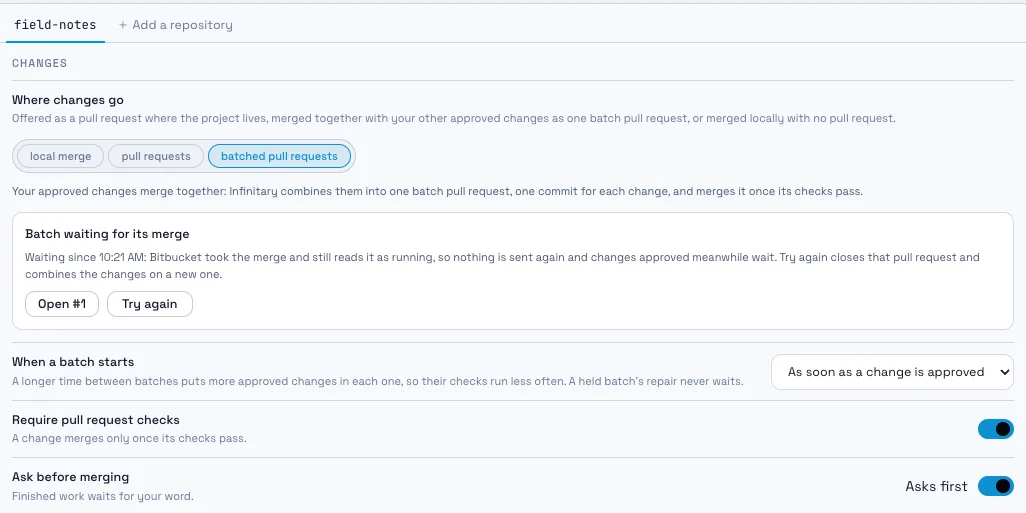 field-notes
+ Add a repository
CHANGES
Where changes go
Offered as a pull request where the project lives, merged together with your other approved changes as one batch pull request, or merged locally with no pull request.
local merge
pull requests
batched pull requests
Your approved changes merge together: Infinitary combines them into one batch pull request, one commit for each change, and merges it once its checks pass.
Batch waiting for its merge
Waiting since 10:21 AM: Bitbucket took the merge and still reads it as running, so nothing is sent again and changes approved meanwhile wait. Try again closes that pull request and
combines the changes on a new one.
Open #1
Try again
When a batch starts
A longer time between batches puts more approved changes in each one, so their checks run less often. A held batch's repair never waits.
As soon as a change is approved
Require pull request checks
A change merges only once its checks pass.
Ask before merging
Finished work waits for your word.
Asks first